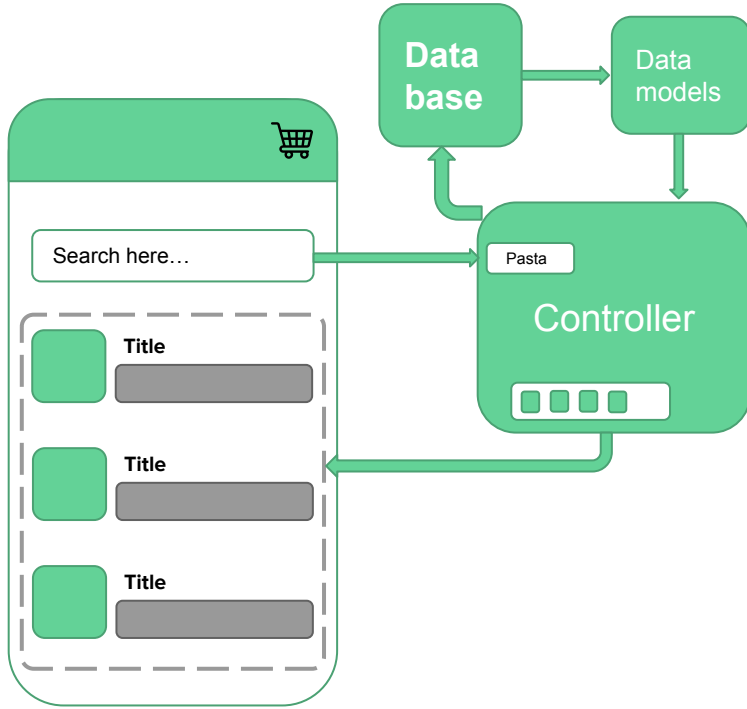 Data
base
Data
models
Search here…
Pasta
Controller
Title
Title
Title